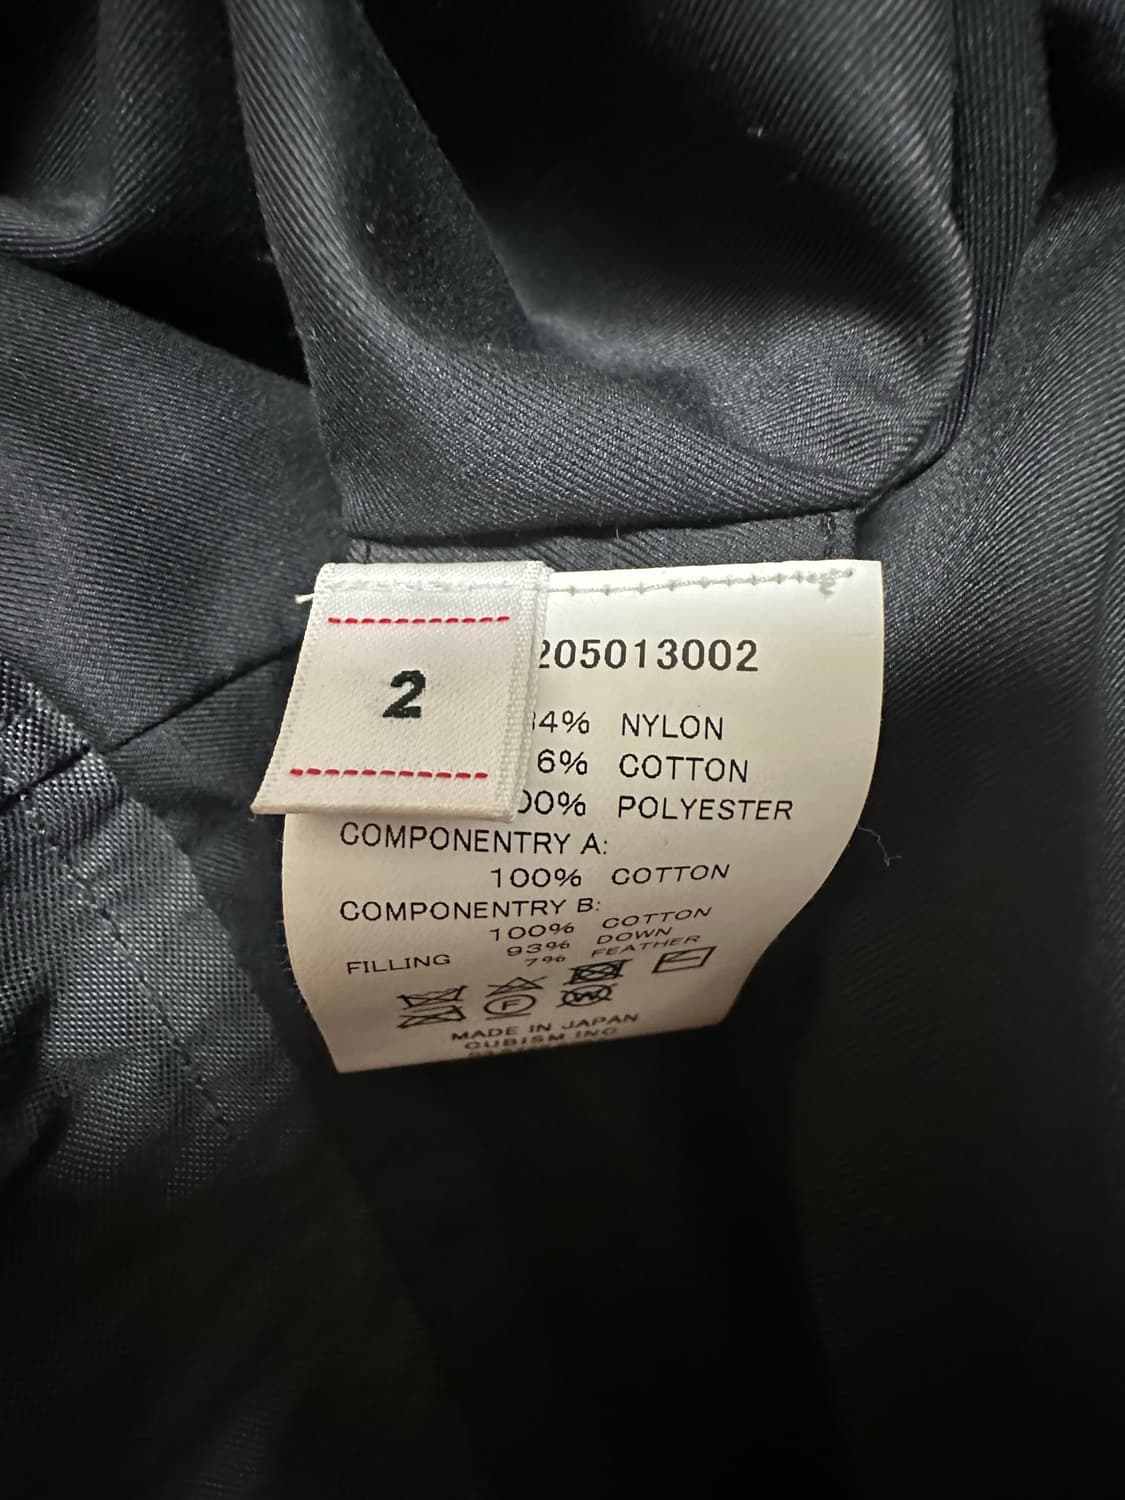 2
205013002
4% NYLON
6% COTTON
00% POLYESTER
COMPONENTRY A:
100% COTTON
COMPONENTRY B:
100% COTTON
FILLING 93% DOWN
7% FEATHER
F
W
MADE IN JAPAN
CUBISM INC